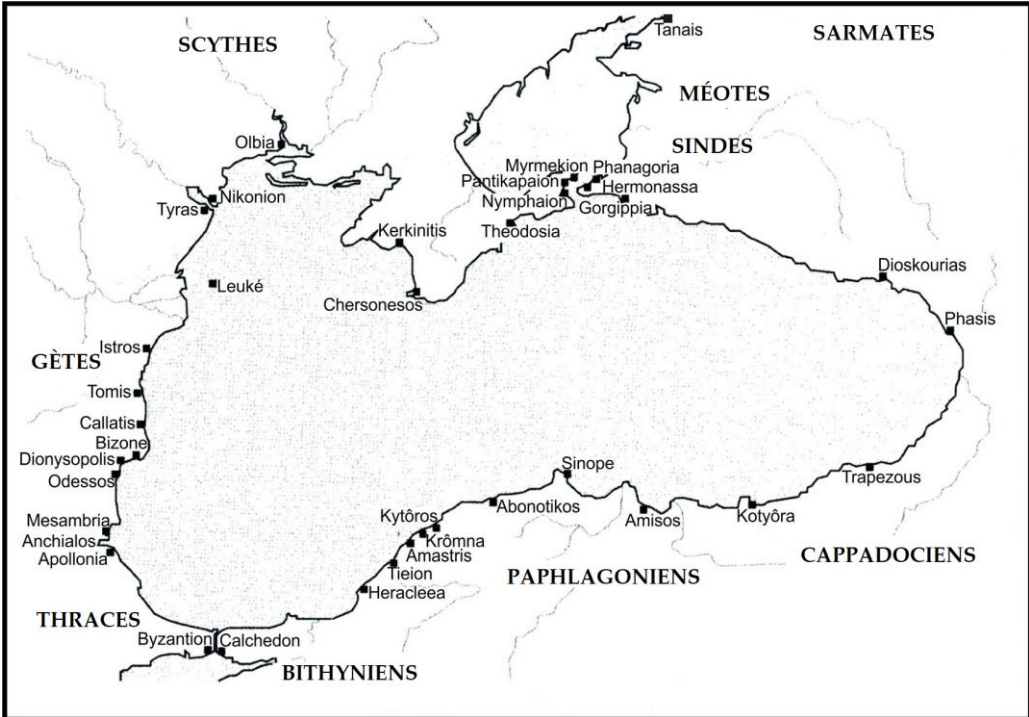 Tanais
SCYTHES
SARMATES
MÉOTES
Olbia
SINDES
Myrmekion
Phanagoria
Pantikapaion
Hermonassa
Nikonion
Nymphaion
Gorgippia
Tyras
Theodosia
Kerkinitis
Dioskourias
Leuké
Chersonesos
Phasis
Istros
GÈTES
Tomis
Callatis
Bizone
Dionysopolis
Sinope
Odessos
Trapezous
Abonotikos
Mesambria
Kytôros
Amisos
Kotyôra
Anchialos
Krômna
Apollonia
Amastris
CAPPADOCIENS
Tieion
PAPHLAGONIENS
Heracleea
THRACES
Byzantion
Calchedon
BITHYNIENS